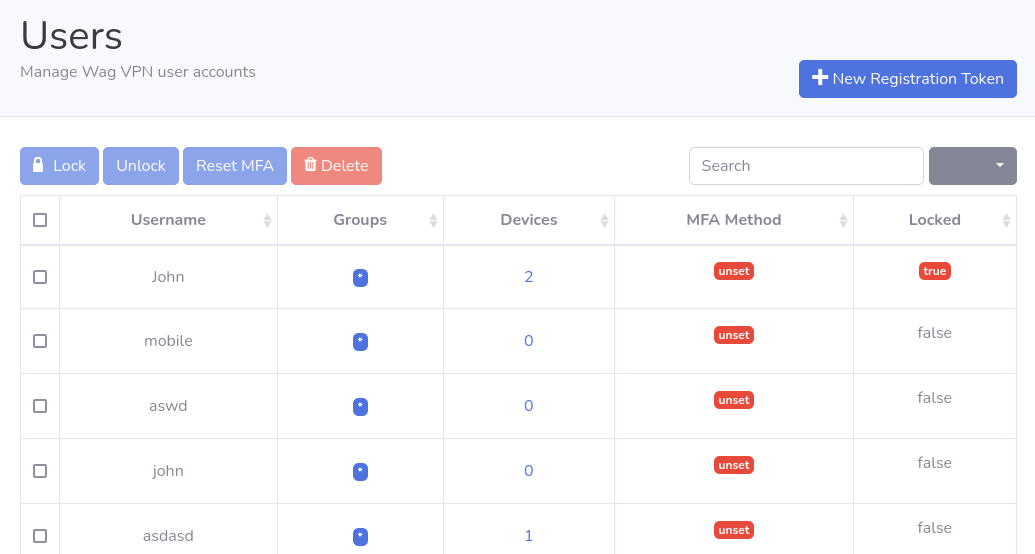 Users
Manage Wag VPN user accounts
New Registration Token
Lock Unlock Reset MFA Delete Search
Username Groups Devices MFA Method Locked
John * 2 unset true
mobile * 0 unset false
aswd * 0 unset false
john * 0 unset false
asdasd * 1 unset false